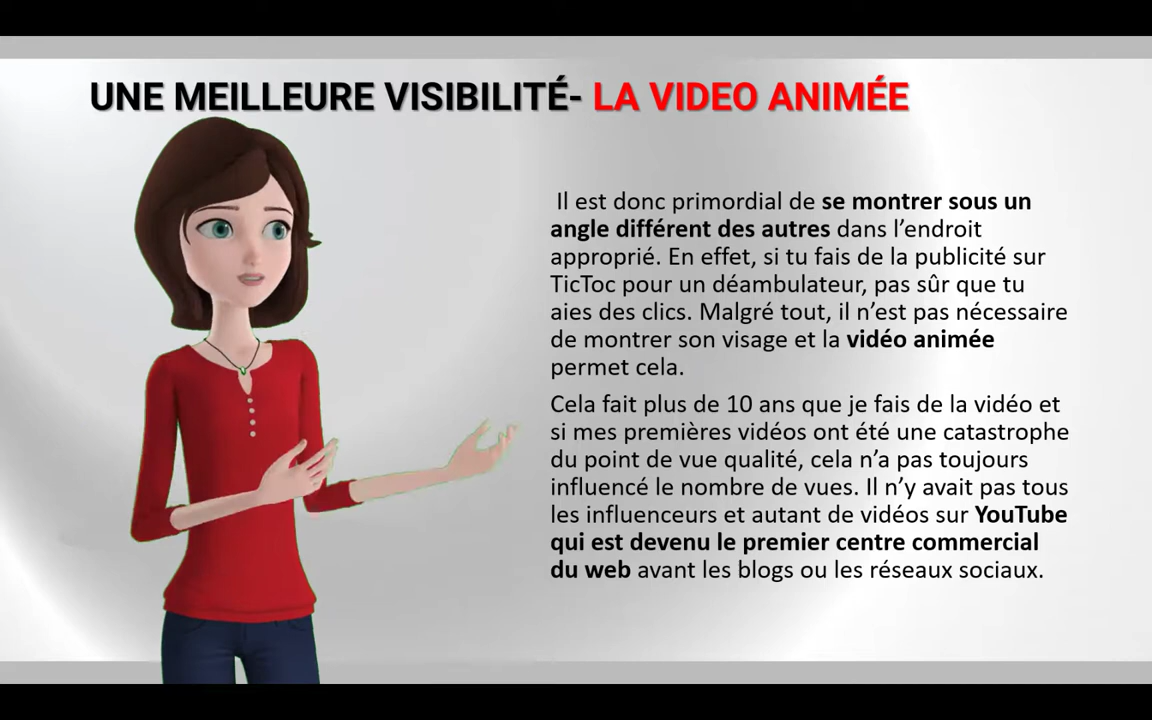 UNE MEILLEURE VISIBILITÉ- LA VIDEO ANIMÉE
Il est donc primordial de se montrer sous un
angle différent des autres dans l’endroit
approprié. En effet, si tu fais de la publicité sur
TicToc pour un déambulateur, pas sûr que tu
aies des clics. Malgré tout, il n’est pas nécessaire
de montrer son visage et la vidéo animée
permet cela.
Cela fait plus de 10 ans que je fais de la vidéo et
si mes premières vidéos ont été une catastrophe
du point de vue qualité, cela n’a pas toujours
influencé le nombre de vues. Il n’y avait pas tous
les influenceurs et autant de vidéos sur YouTube
qui est devenu le premier centre commercial
du web avant les blogs ou les réseaux sociaux.